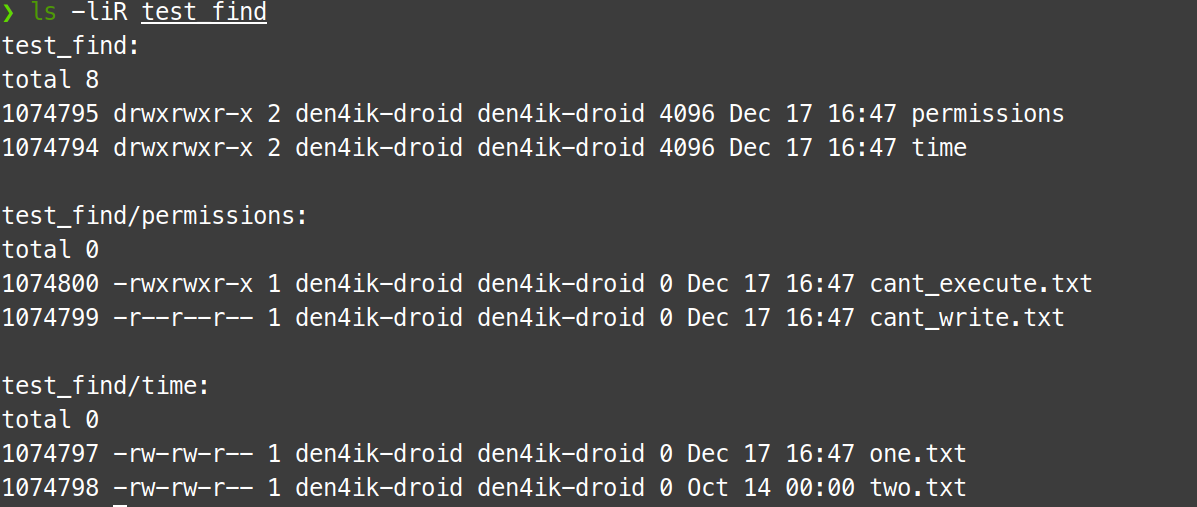 ❯ ls -liR test_find
test_find:
total 8
1074795 drwxrwxr-x 2 den4ik-droid den4ik-droid 4096 Dec 17 16:47 permissions
1074794 drwxrwxr-x 2 den4ik-droid den4ik-droid 4096 Dec 17 16:47 time
test_find/permissions:
total 0
1074800 -rwxrwxr-x 1 den4ik-droid den4ik-droid 0 Dec 17 16:47 cant_execute.txt
1074799 -r--r--r-- 1 den4ik-droid den4ik-droid 0 Dec 17 16:47 cant_write.txt
test_find/time:
total 0
1074797 -rw-rw-r-- 1 den4ik-droid den4ik-droid 0 Dec 17 16:47 one.txt
1074798 -rw-rw-r-- 1 den4ik-droid den4ik-droid 0 Oct 14 00:00 two.txt